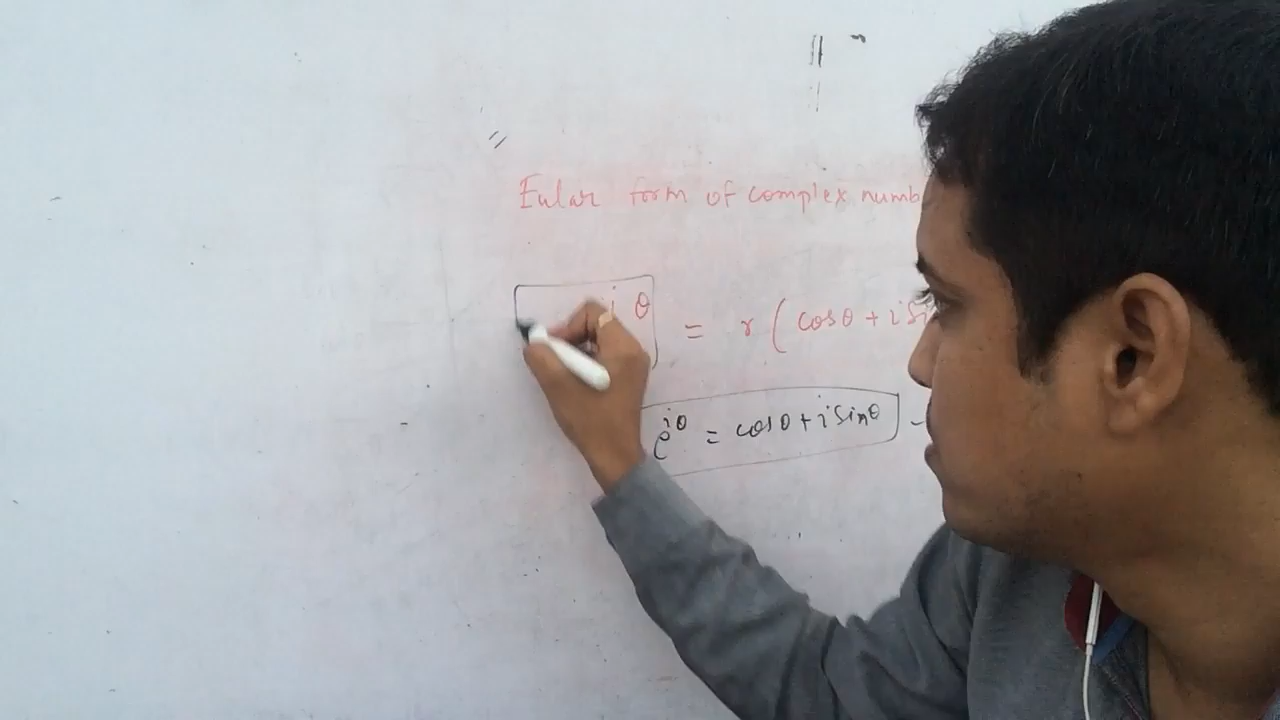 Eular form of complex numb
i θ = r ( cosθ + i Si
e^iθ = cosθ + i Sinθ